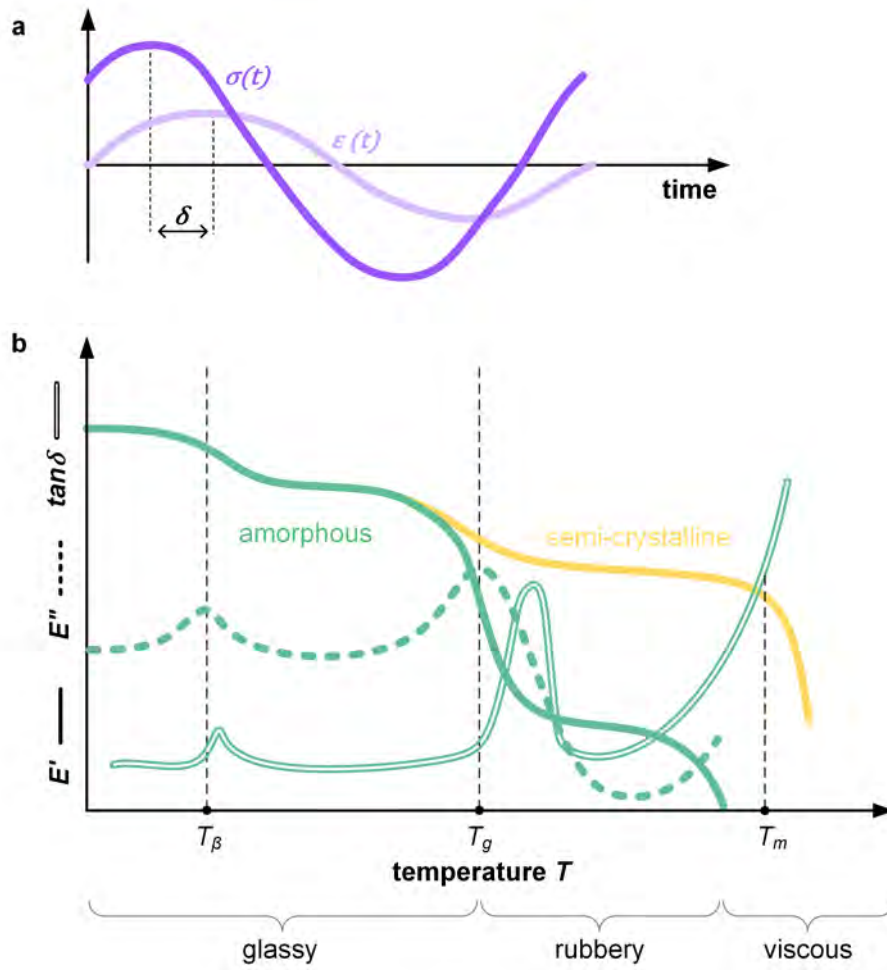 a
σ(t)
ε(t)
time
δ
b
E' E'' tanδ
amorphous
semi-crystalline
Tβ Tg Tm
temperature T
glassy rubbery viscous